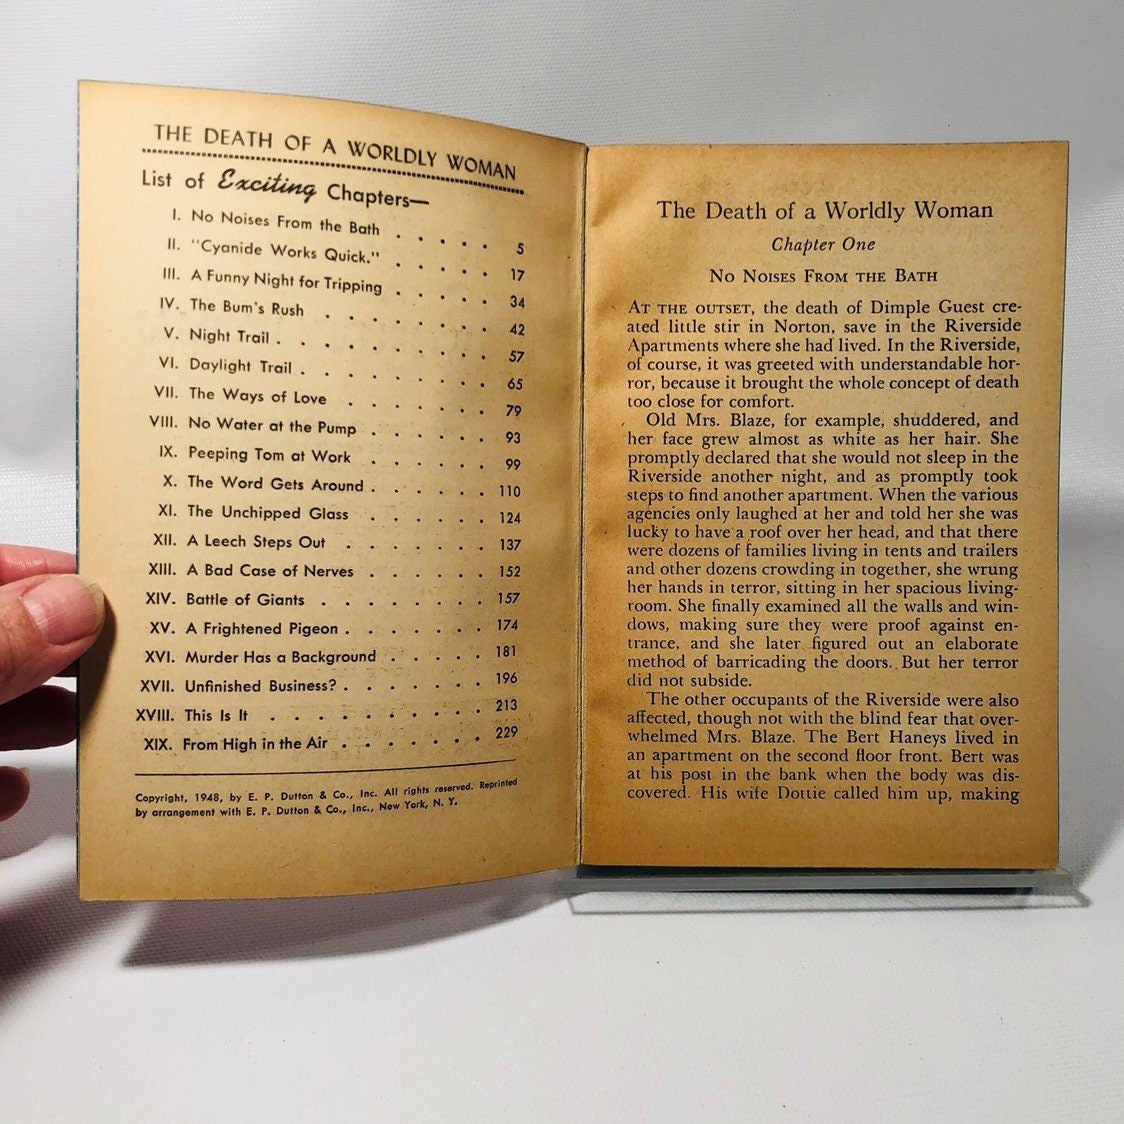 THE DEATH OF A WORLDLY WOMAN
List of Exciting Chapters—
I. No Noises From the Bath . . . . . 5
II. "Cyanide Works Quick." . . . . . 17
III. A Funny Night for Tripping . . . . . 34
IV. The Bum's Rush . . . . . . . 42
V. Night Trail . . . . . . . . 57
VI. Daylight Trail . . . . . . . 65
VII. The Ways of Love . . . . . . 79
VIII. No Water at the Pump . . . . . 93
IX. Peeping Tom at Work . . . . . 99
X. The Word Gets Around . . . . . 110
XI. The Unchipped Glass . . . . . 124
XII. A Leech Steps Out . . . . . . 137
XIII. A Bad Case of Nerves . . . . . 152
XIV. Battle of Giants . . . . . . . 157
XV. A Frightened Pigeon . . . . . . 174
XVI. Murder Has a Background . . . . 181
XVII. Unfinished Business? . . . . . . 196
XVIII. This Is It . . . . . . . . . 213
XIX. From High in the Air . . . . . . 229
Copyright, 1948, by E. P. Dutton & Co., Inc. All rights reserved. Reprinted
by arrangement with E. P. Dutton & Co., Inc., New York, N. Y.
The Death of a Worldly Woman
Chapter One
No Noises From the Bath
At the outset, the death of Dimple Guest cre-
ated little stir in Norton, save in the Riverside
Apartments where she had lived. In the Riverside,
of course, it was greeted with understandable hor-
ror, because it brought the whole concept of death
too close for comfort.
Old Mrs. Blaze, for example, shuddered, and
her face grew almost as white as her hair. She
promptly declared that she would not sleep in the
Riverside another night, and as promptly took
steps to find another apartment. When the various
agencies only laughed at her and told her she was
lucky to have a roof over her head, and that there
were dozens of families living in tents and trailers
and other dozens crowding in together, she wrung
her hands in terror, sitting in her spacious living-
room. She finally examined all the walls and win-
dows, making sure they were proof against en-
trance, and she later figured out an elaborate
method of barricading the doors. But her terror
did not subside.
The other occupants of the Riverside were also
affected, though not with the blind fear that over-
whelmed Mrs. Blaze. The Bert Haneys lived in
an apartment on the second floor front. Bert was
at his post in the bank when the body was dis-
covered. His wife Dottie called him up, making